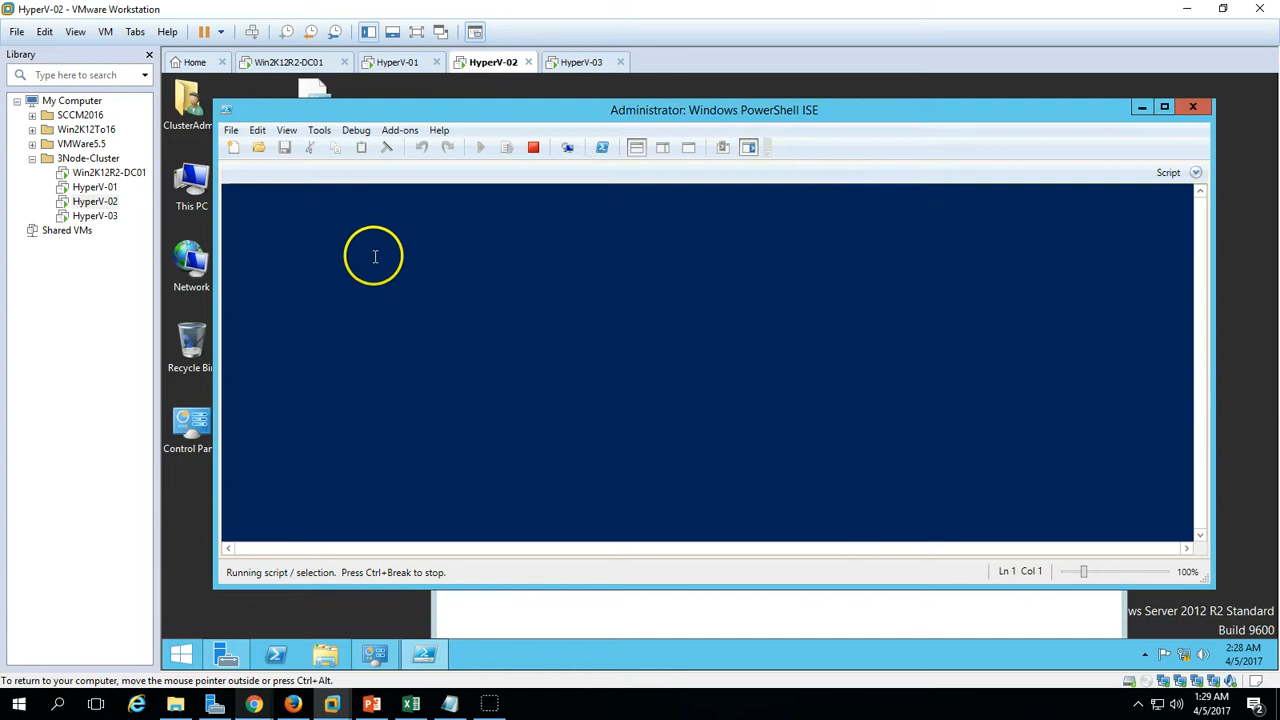 HyperV-02 - VMware Workstation
File Edit View VM Tabs Help
Library
Type here to search
My Computer
SCCM2016
Win2K12To16
VMWare5.5
3Node-Cluster
Win2K12R2-DC01
HyperV-01
HyperV-02
HyperV-03
Shared VMs
Home Win2K12R2-DC01 HyperV-01 HyperV-02 HyperV-03
ClusterAdm
This PC
Network
Recycle Bin
Control Pan
Administrator: Windows PowerShell ISE
File Edit View Tools Debug Add-ons Help
Script
Running script / selection. Press Ctrl+Break to stop.
Ln 1 Col 1
100%
ws Server 2012 R2 Standard
Build 9600
2:28 AM
4/5/2017
To return to your computer, move the mouse pointer outside or press Ctrl+Alt.
1:29 AM
4/5/2017
2